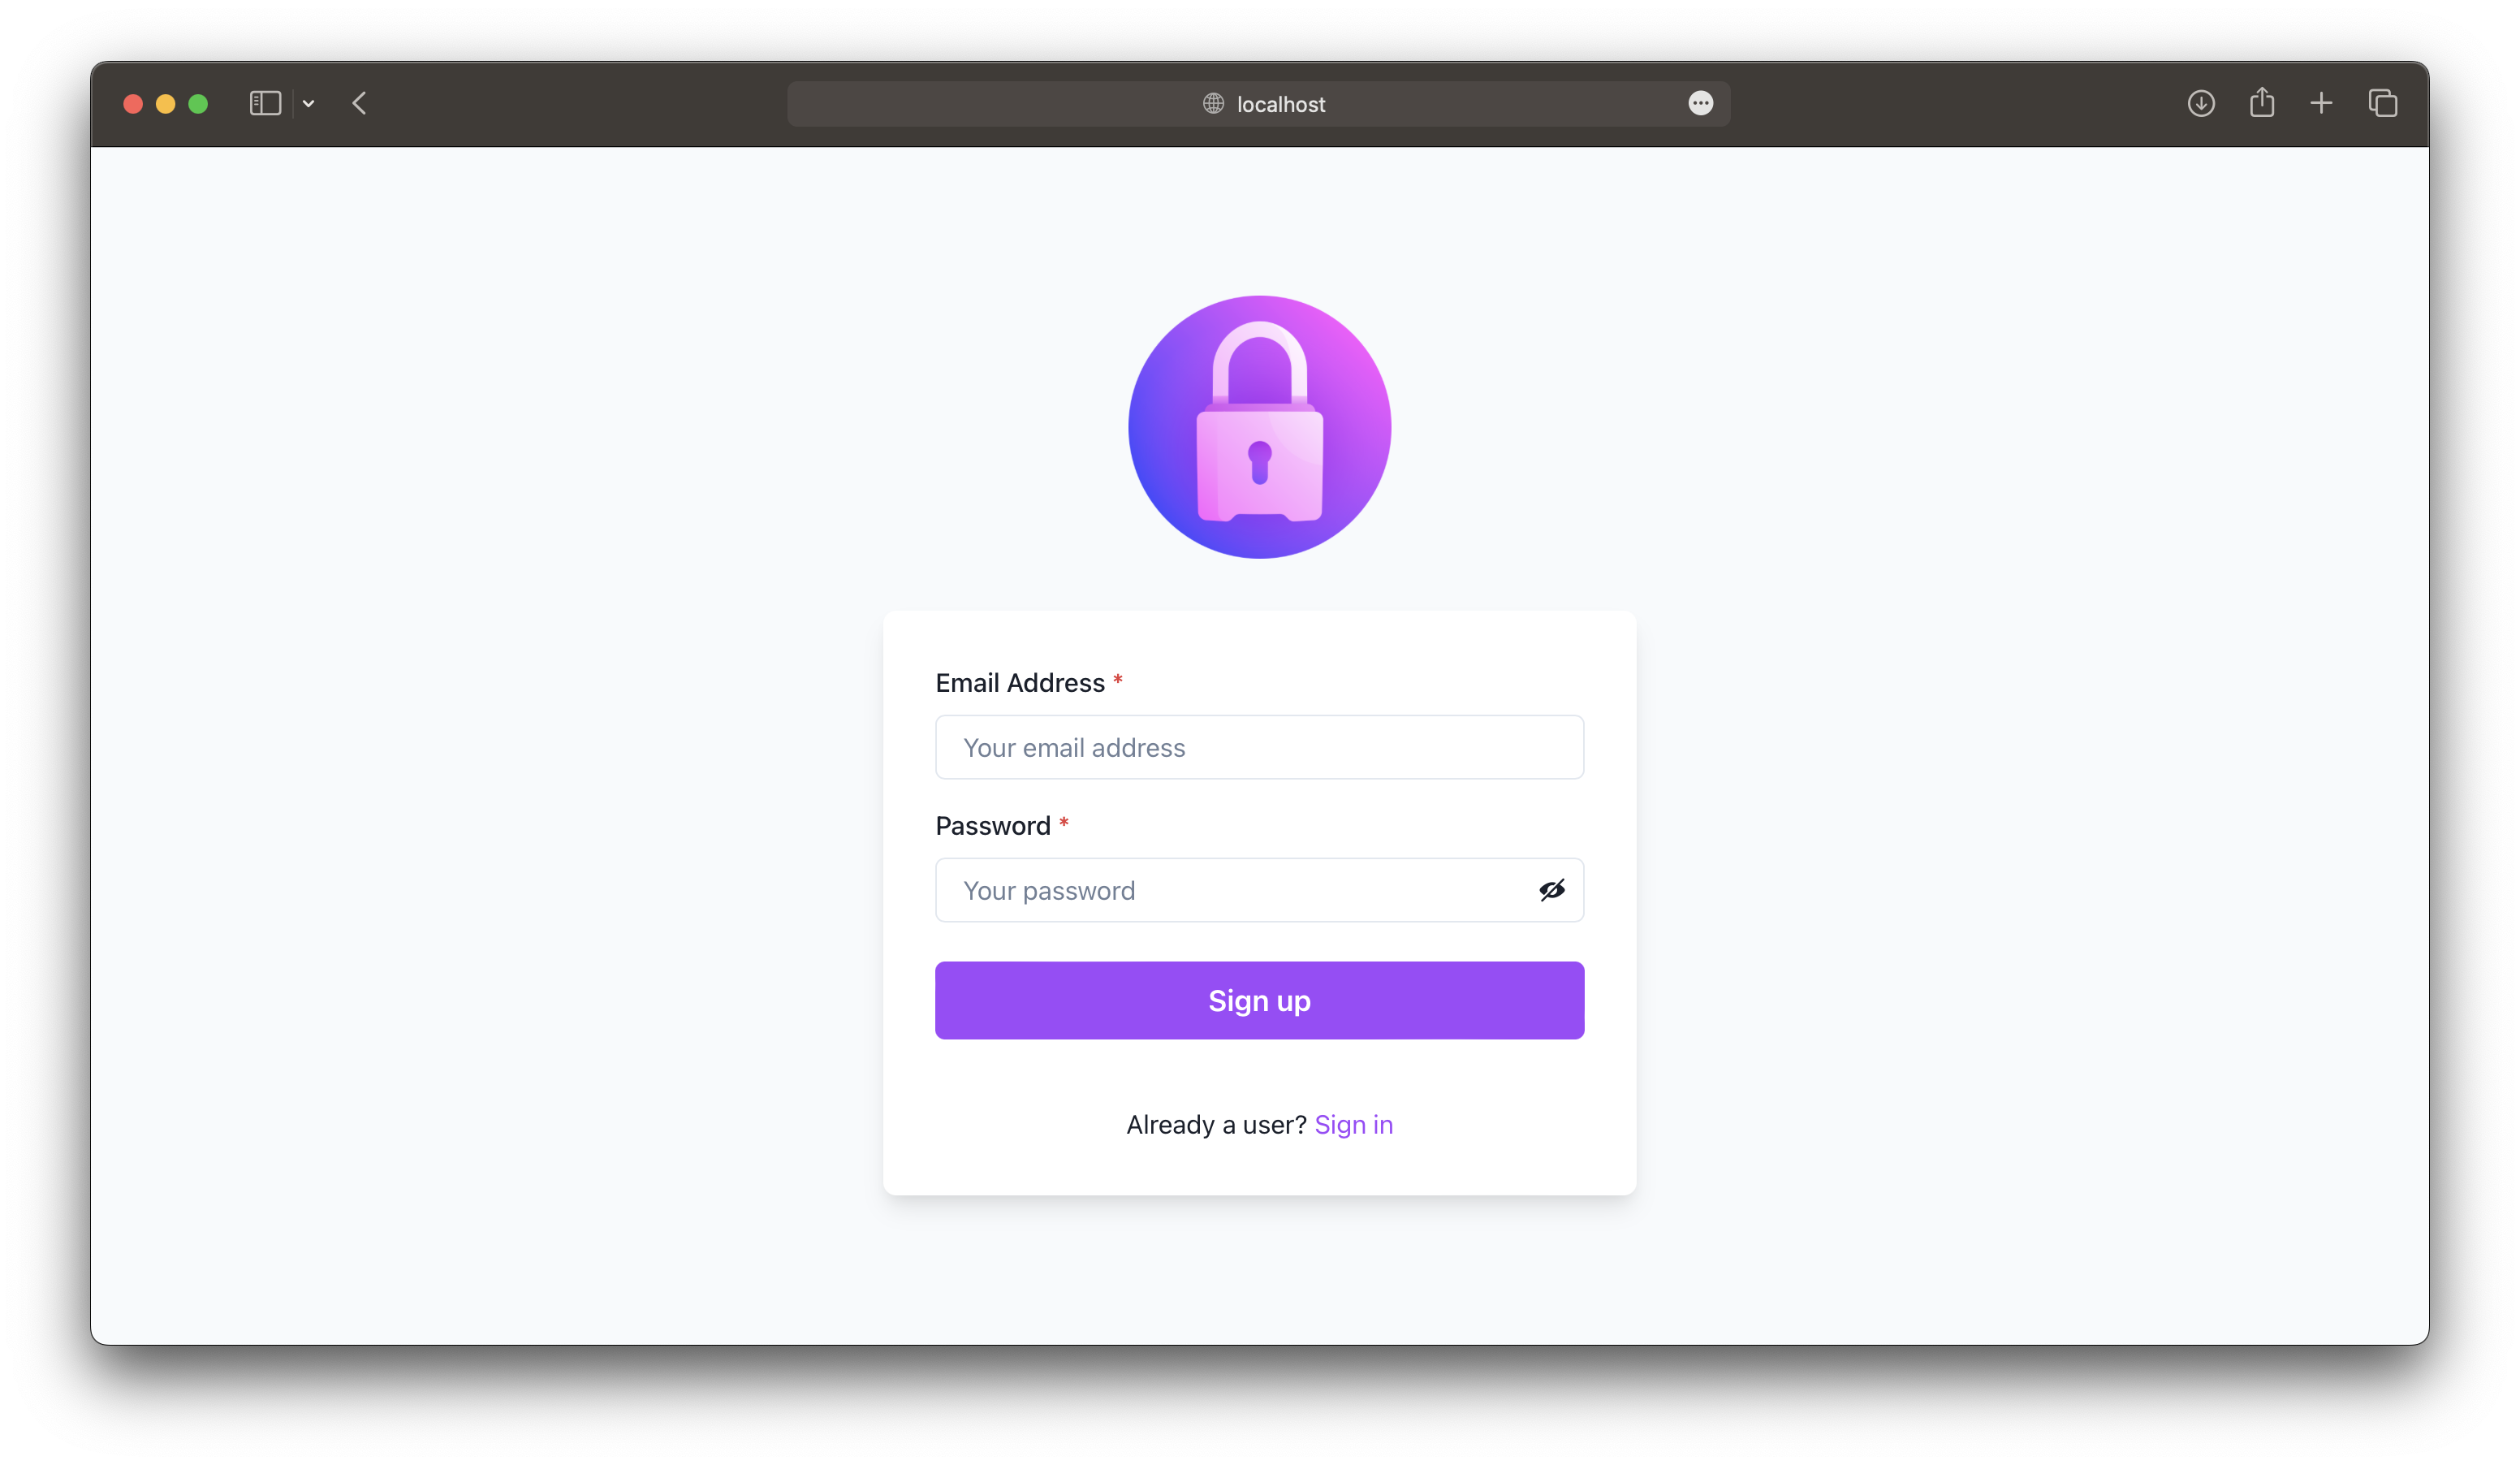 localhost
Email Address *
Your email address
Password *
Your password
Sign up
Already a user? Sign in